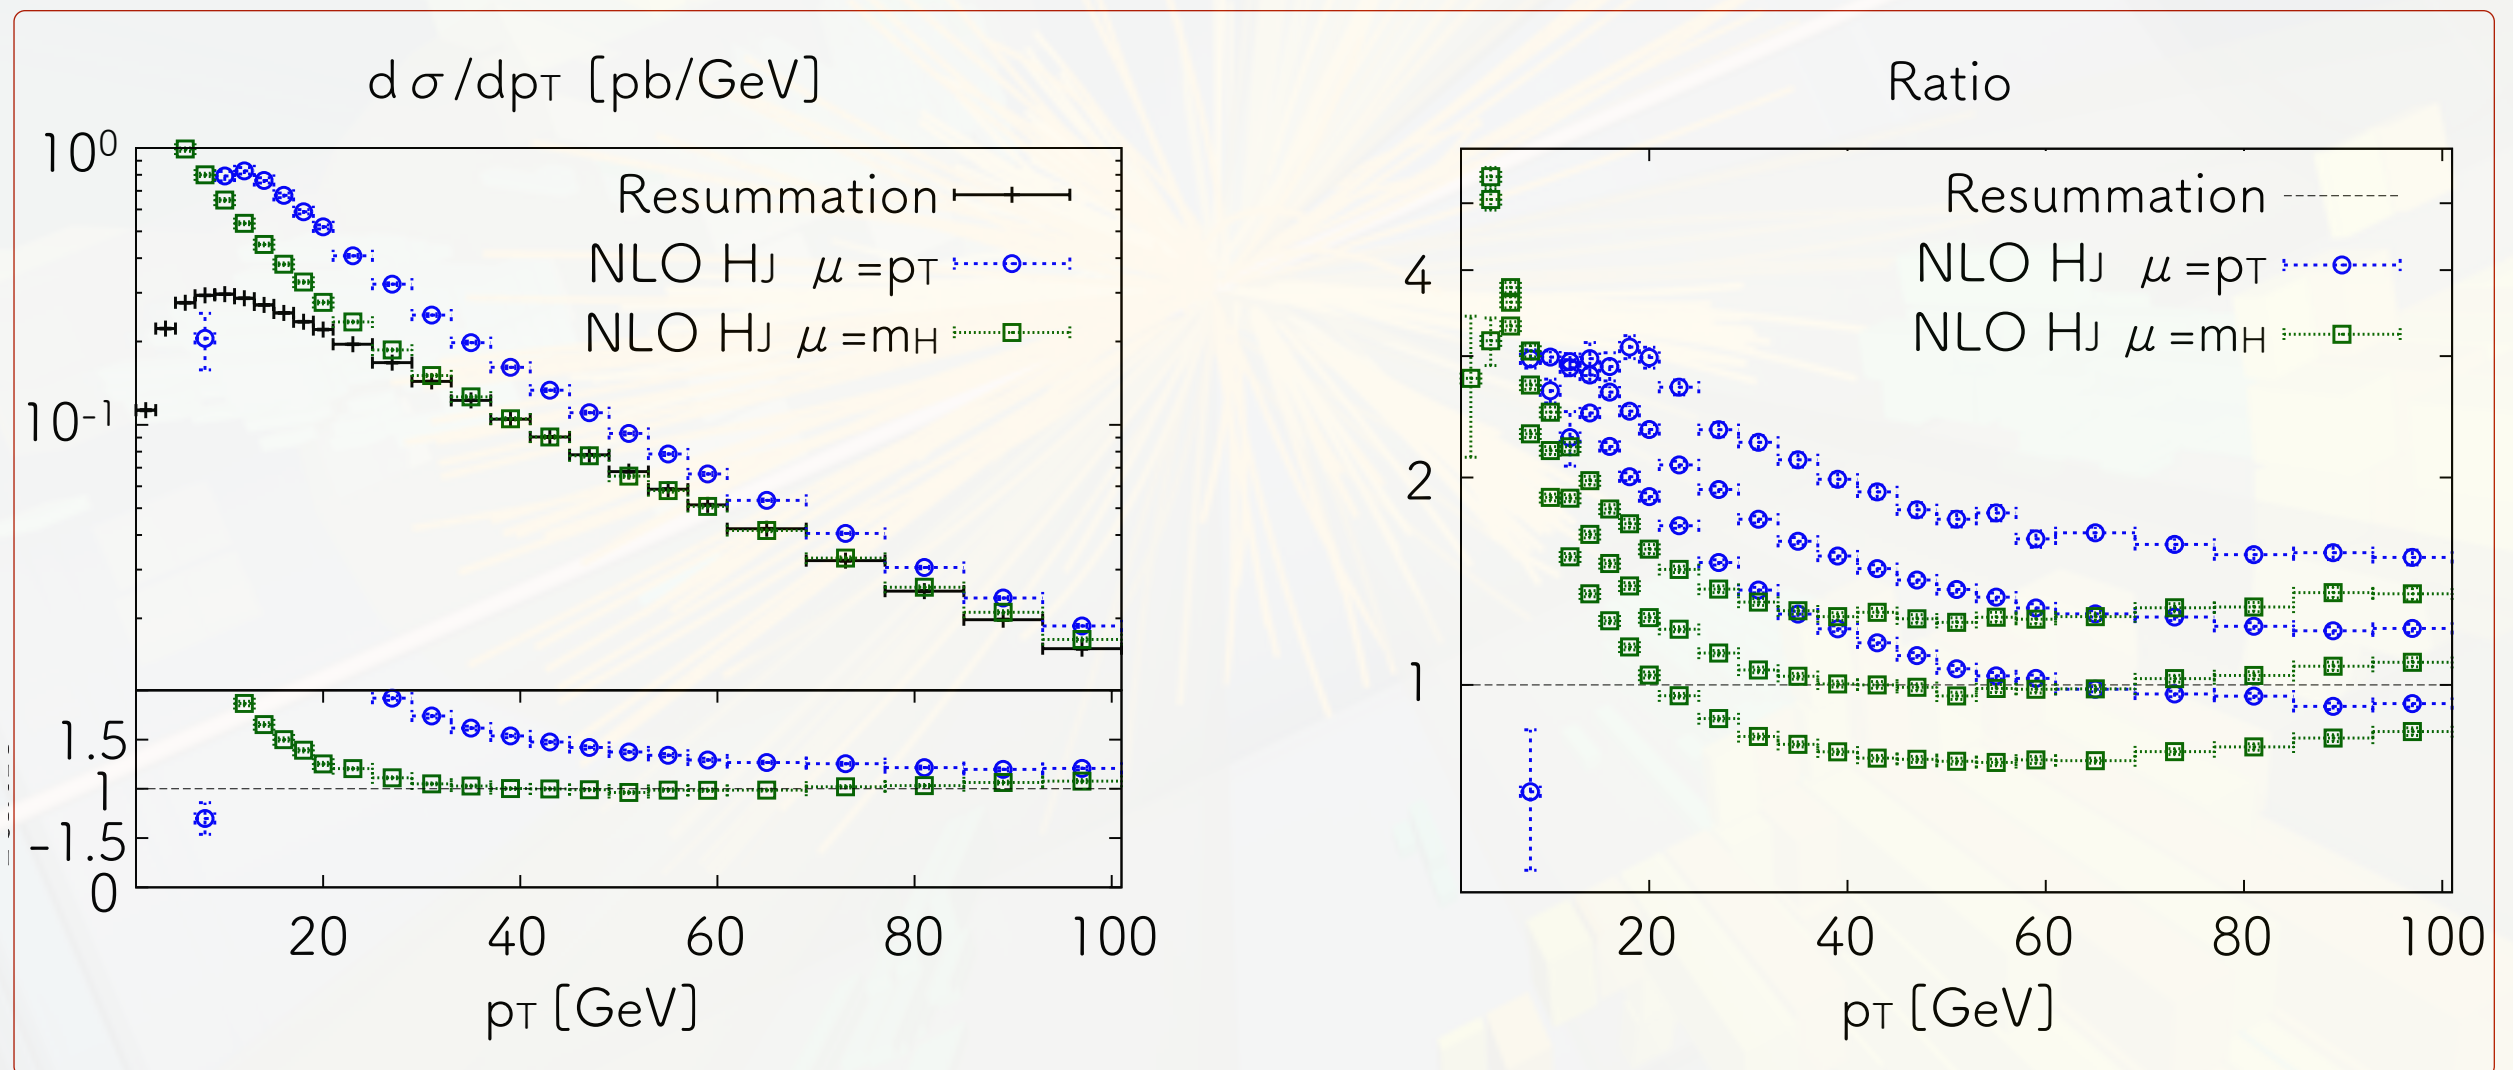 dσ/dpT [pb/GeV]
10⁰
Resummation
NLO HJ μ=pT
NLO HJ μ=mH
10⁻¹
1.5
1
-1.5
0
20 40 60 80 100
pT [GeV]
Ratio
Resummation
NLO HJ μ=pT
NLO HJ μ=mH
4
2
1
20 40 60 80 100
pT [GeV]